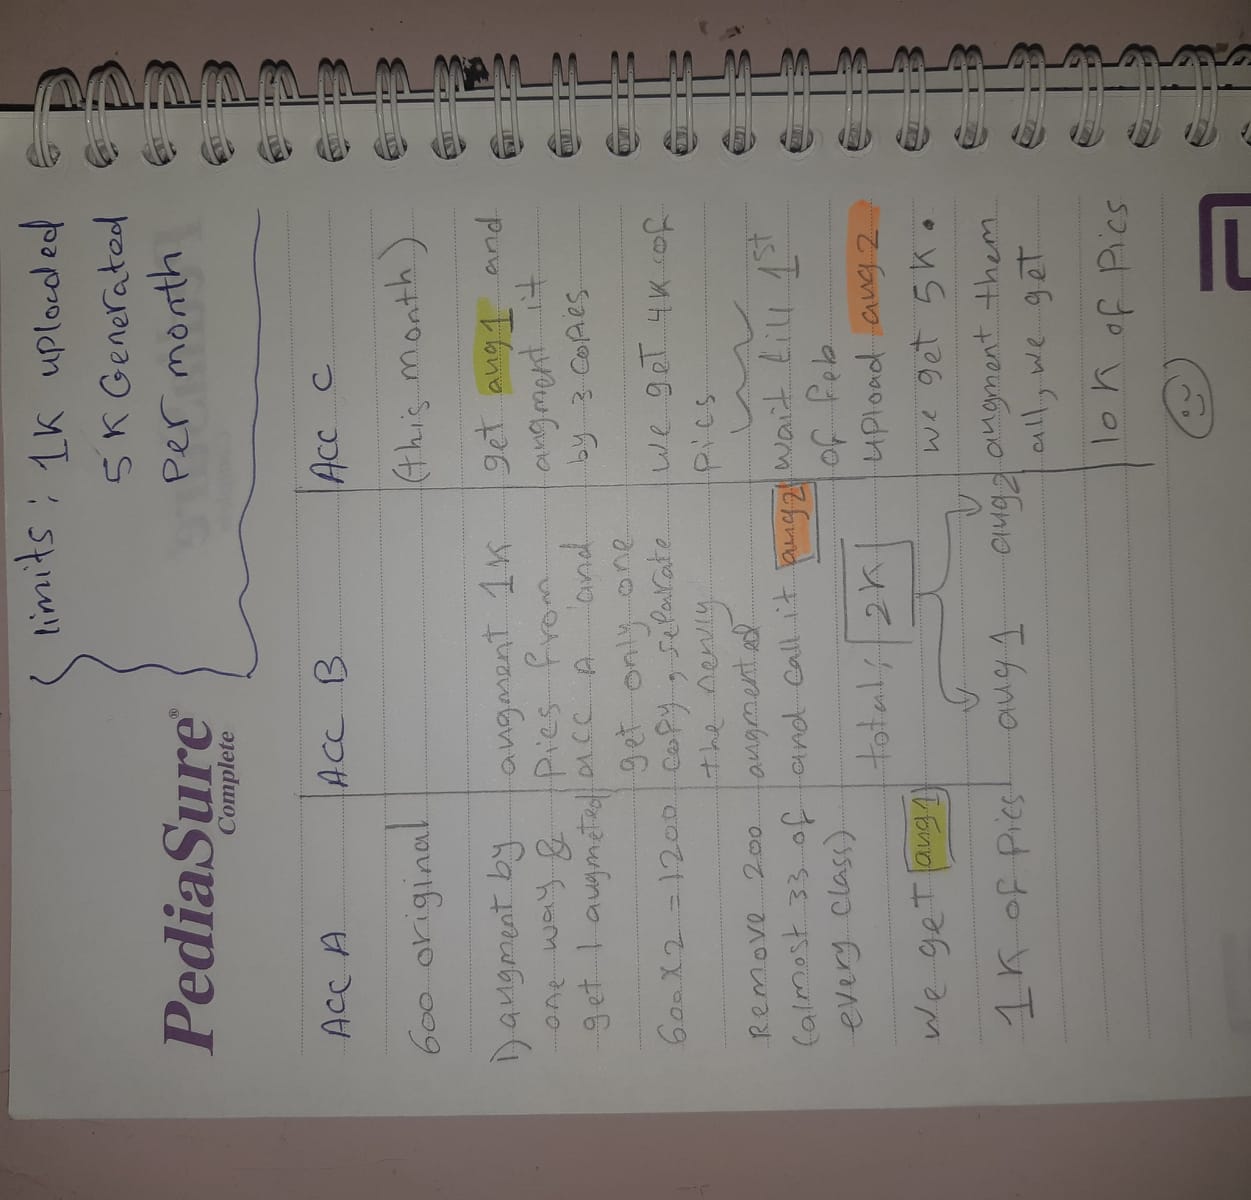 limits : 1K uploaded
5K Generated
Per month
PediaSure®
Complete
Acc A
600 original
1) augment by
one way &
get 1 augmeted
600 X 2 = 1200
Remove 200
(almost 33 of
every class)
We get aug1
1K of Pics
Acc B
augment 1K
Pics from
acc A and
get only one
copy, separate
the newly
augmented
and call it aug2
total: 2K
aug 1 aug2
Acc C
(this month)
get aug1 and
augment it
by 3 copies
we get 4K of
pics
wait till 1st
of feb
upload aug 2
we get 5K.
augment them
all, we get
10K of Pics